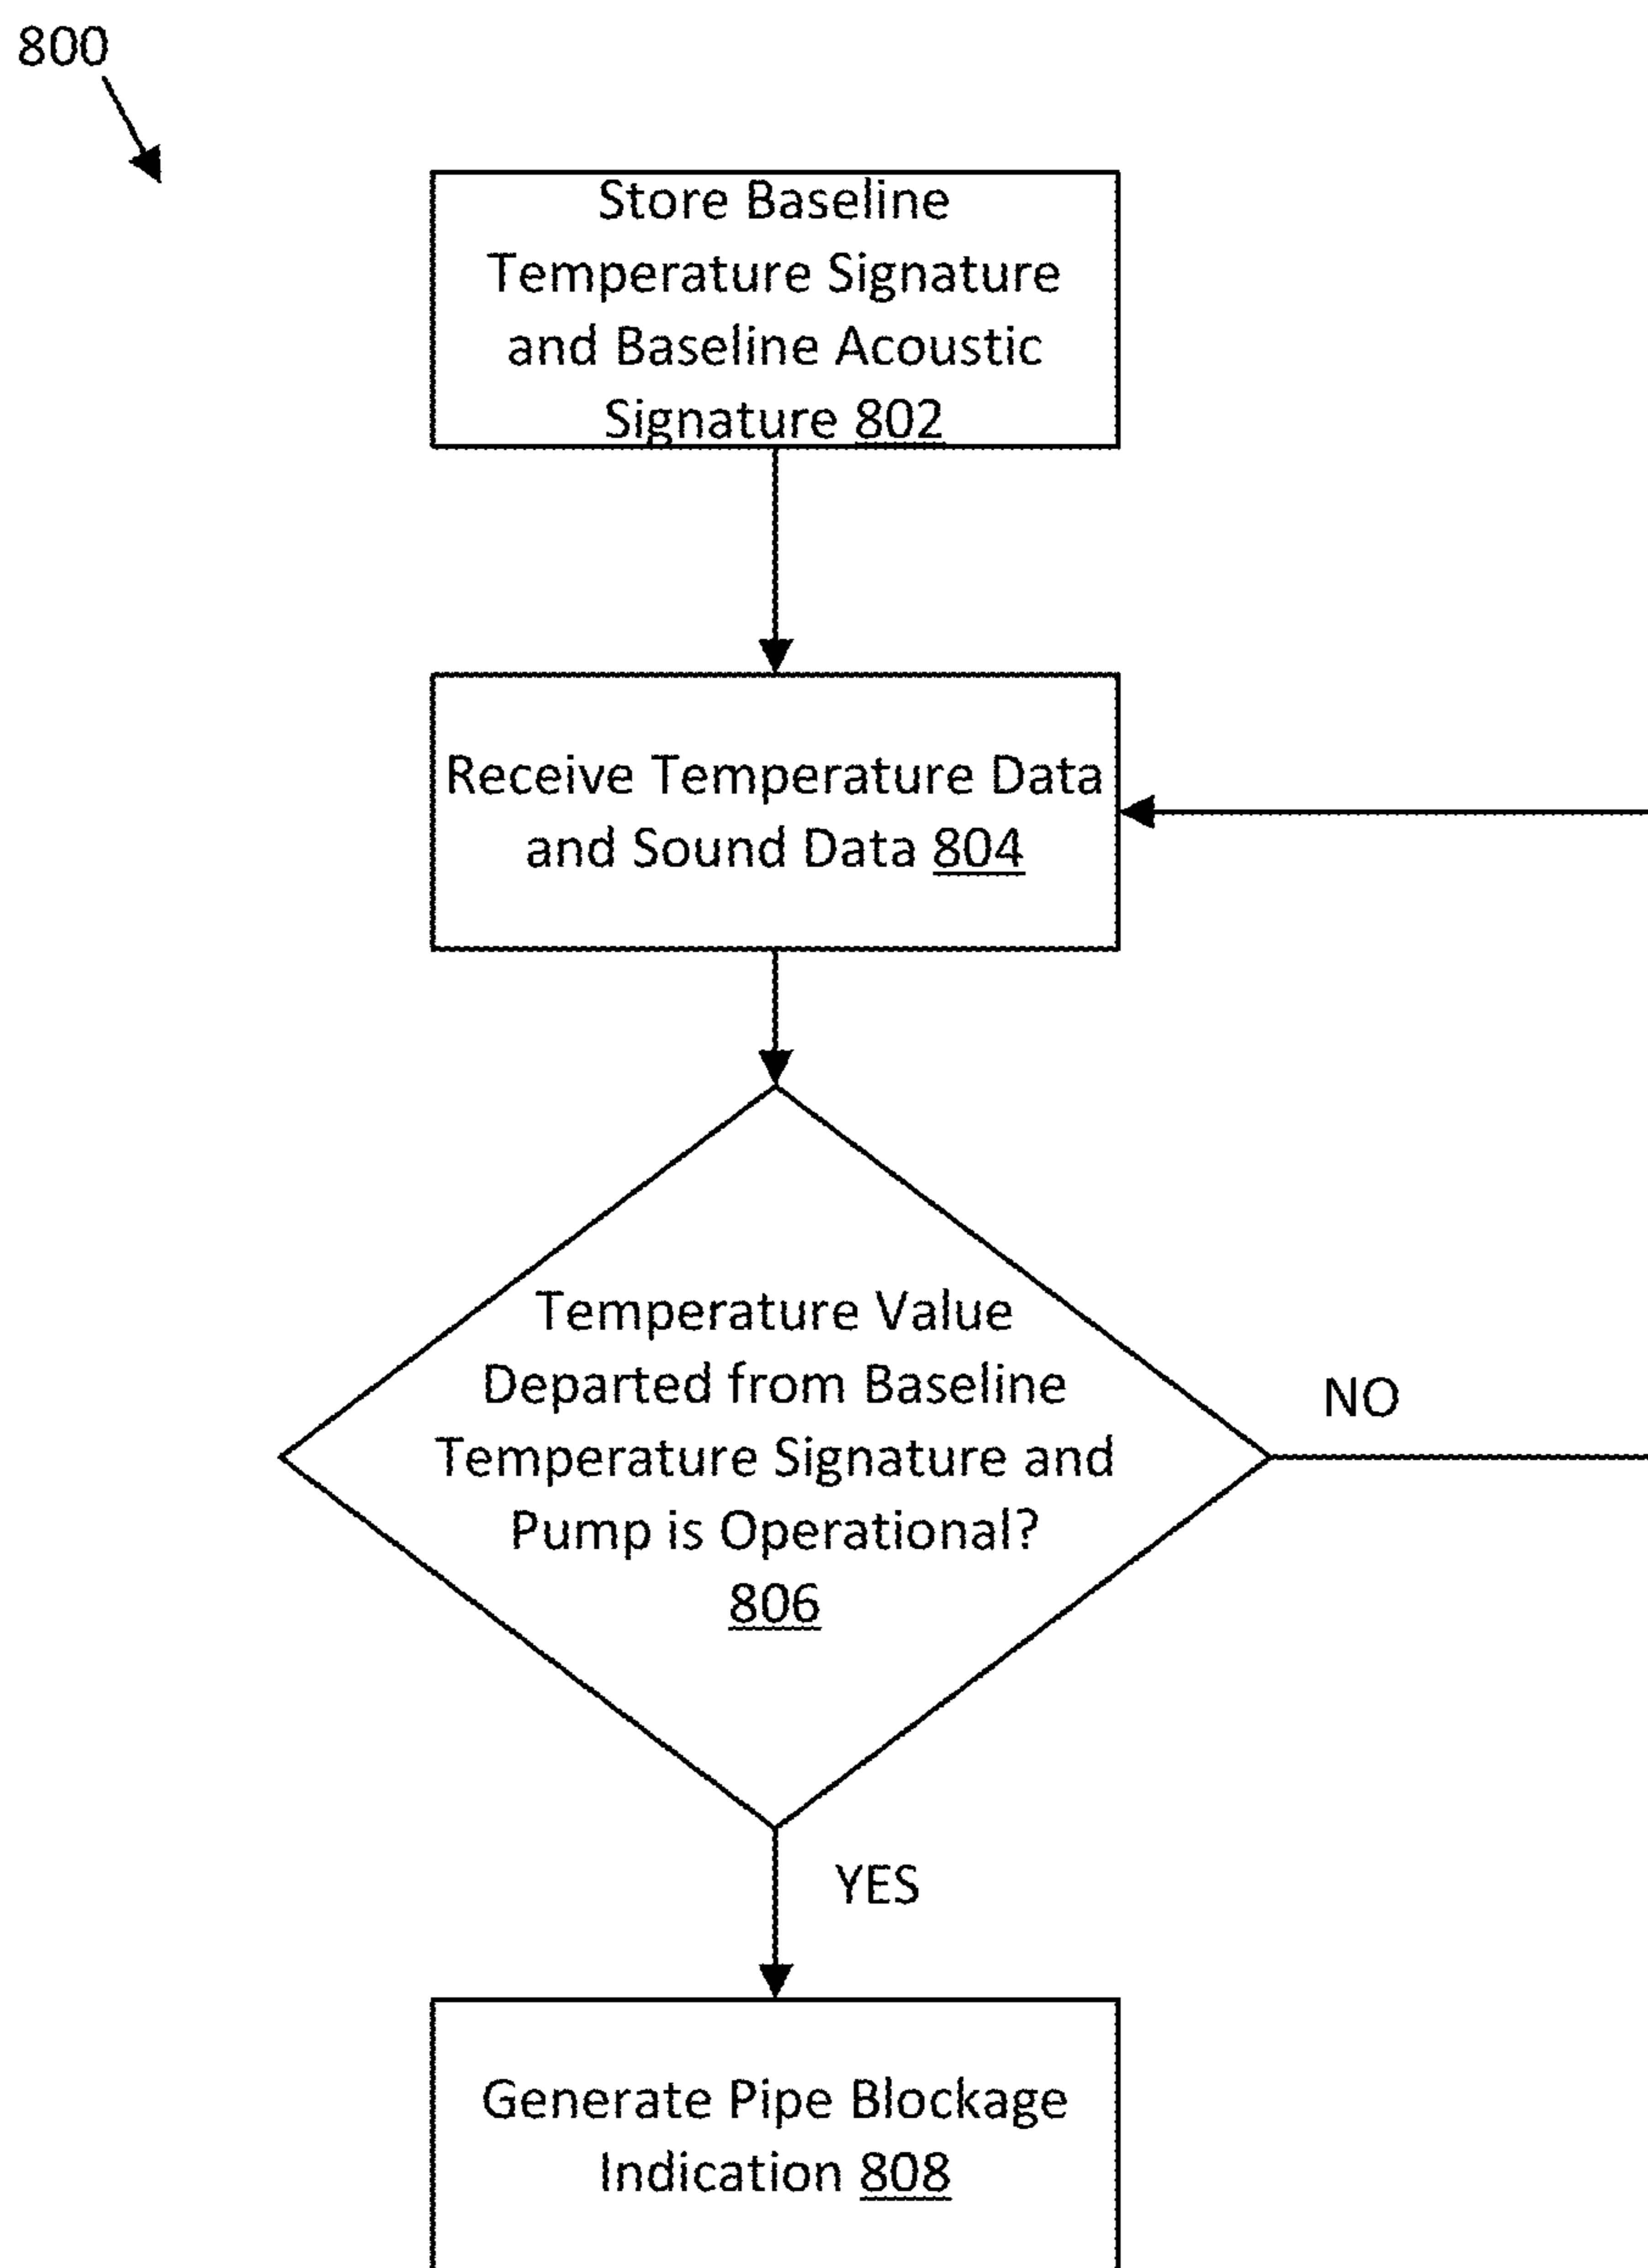 800
Store Baseline
Temperature Signature
and Baseline Acoustic
Signature 802
Receive Temperature Data
and Sound Data 804
Temperature Value
Departed from Baseline
Temperature Signature and
Pump is Operational?
806
NO
YES
Generate Pipe Blockage
Indication 808